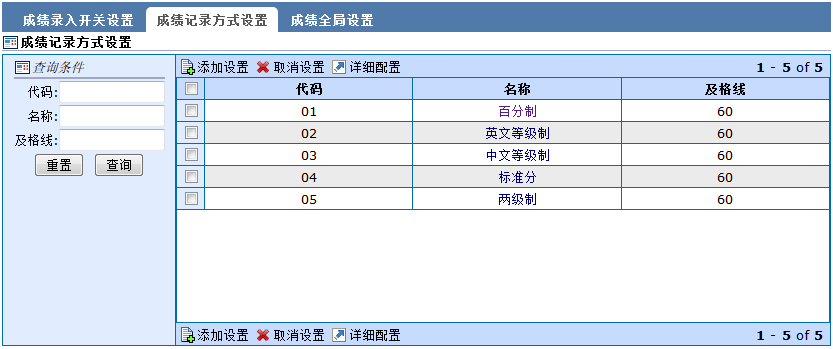 成绩录入开关设置 成绩记录方式设置 成绩全局设置
成绩记录方式设置
查询条件
代码:
名称:
及格线:
重置 查询
添加设置 取消设置 详细配置 1 - 5 of 5
代码 名称 及格线
01 百分制 60
02 英文等级制 60
03 中文等级制 60
04 标准分 60
05 两级制 60
添加设置 取消设置 详细配置 1 - 5 of 5